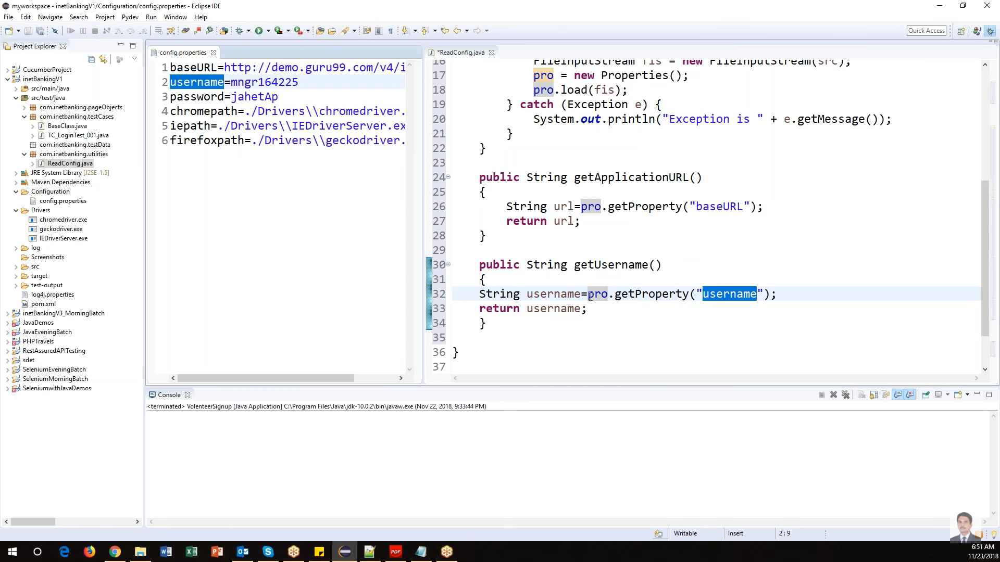 myworkspace - inetBankingV1/Configuration/config.properties - Eclipse IDE
File Edit Navigate Search Project Pydev Run Window Help
Quick Access
Project Explorer
CucumberProject
inetBankingV1
src/main/java
src/test/java
com.inetbanking.pageObjects
com.inetbanking.testCases
BaseClass.java
TC_LoginTest_001.java
com.inetbanking.testData
com.inetbanking.utilities
ReadConfig.java
JRE System Library [J2SE-1.5]
Maven Dependencies
Configuration
config.properties
Drivers
chromedriver.exe
geckodriver.exe
IEDriverServer.exe
log
Screenshots
src
target
test-output
log4j.properties
pom.xml
inetBankingV3_MorningBatch
JavaDemos
JavaEveningBatch
PHPTravels
RestAssuredAPITesting
sdet
SeleniumEveningBatch
SeleniumMorningBatch
SeleniumwithJavaDemos
config.properties
1 baseURL=http://demo.guru99.com/v4/i
2 username=mngr164225
3 password=jahetAp
4 chromepath=./Drivers\\chromedriver.
5 iepath=./Drivers\\IEDriverServer.ex
6 firefoxpath=./Drivers\\geckodriver.
*ReadConfig.java
16 FileInputStream fis = new FileInputStream(src);
17 pro = new Properties();
18 pro.load(fis);
19 } catch (Exception e) {
20 System.out.println("Exception is " + e.getMessage());
21 }
22 }
23
24 public String getApplicationURL()
25 {
26 String url=pro.getProperty("baseURL");
27 return url;
28 }
29
30 public String getUsername()
31 {
32 String username=pro.getProperty("username");
33 return username;
34 }
35
36 }
37
Console
<terminated> VolenteerSignup [Java Application] C:\Program Files\Java\jdk-10.0.2\bin\javaw.exe (Nov 22, 2018, 9:33:44 PM)
Writable Insert 2 : 9
6:51 AM
11/23/2018